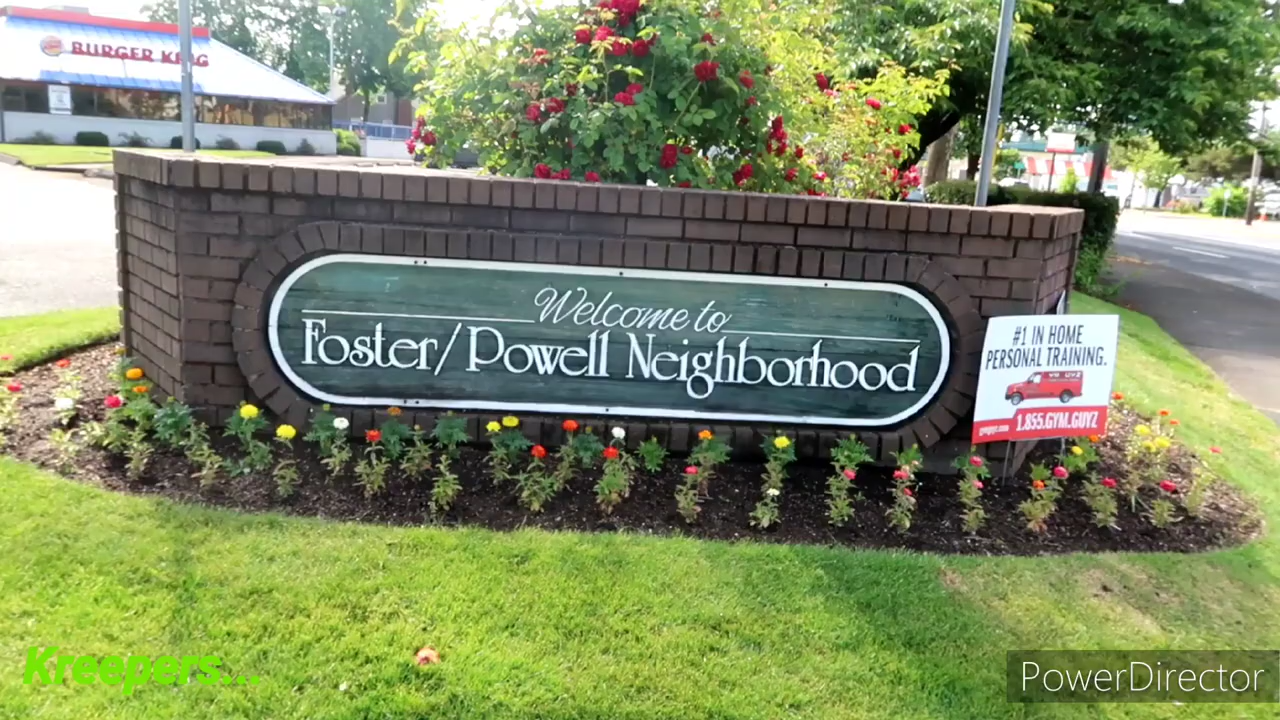 BURGER KING
Welcome to
Foster/Powell Neighborhood
#1 IN HOME
PERSONAL TRAINING.
1.855.GYM.GUYZ
Kreepers...
PowerDirector